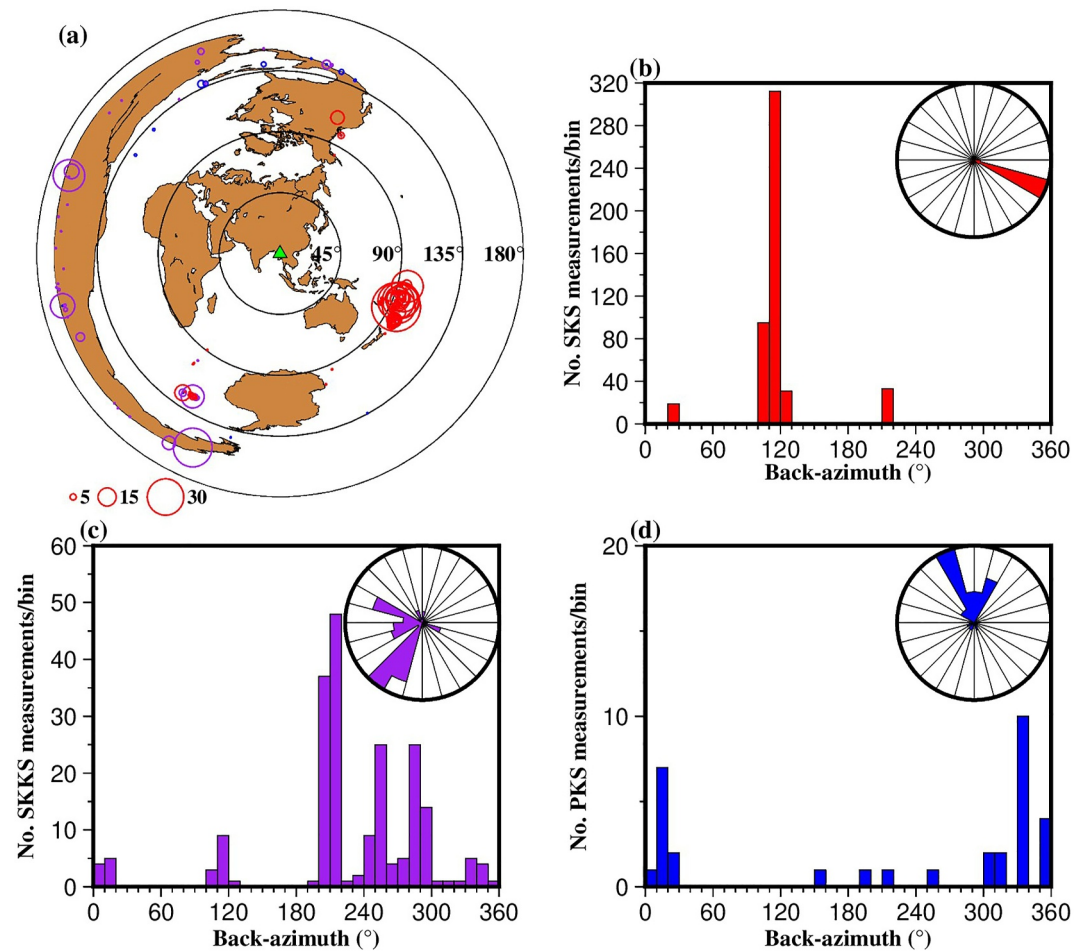 (a)
45° 90° 135° 180°
5 15 30
(b)
No. SKS measurements/bin
320
280
240
200
160
120
80
40
0
0 60 120 180 240 300 360
Back-azimuth (°)
(c)
No. SKKS measurements/bin
60
50
40
30
20
10
0
0 60 120 180 240 300 360
Back-azimuth (°)
(d)
No. PKS measurements/bin
20
10
0
0 60 120 180 240 300 360
Back-azimuth (°)